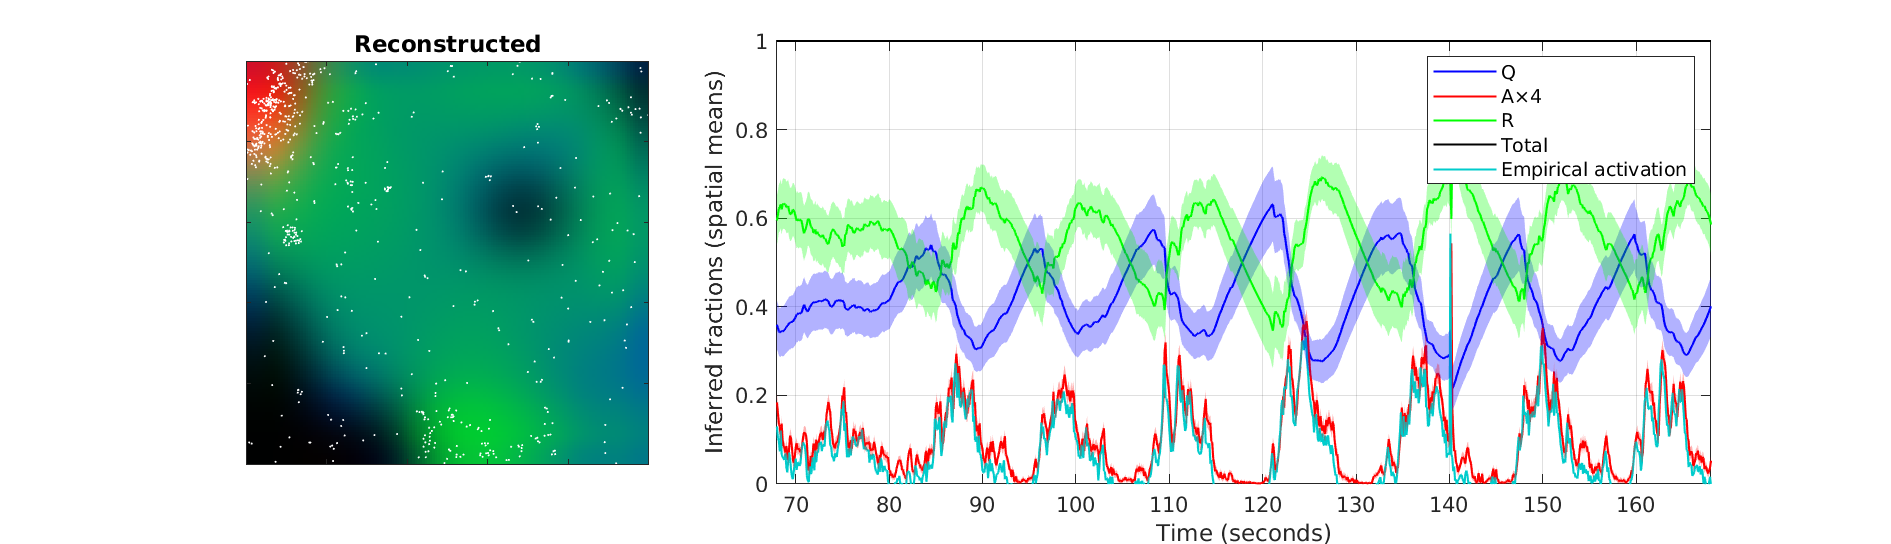 Reconstructed
Inferred fractions (spatial means)
1
0.8
0.6
0.4
0.2
0
Q
A×4
R
Total
Empirical activation
70 80 90 100 110 120 130 140 150 160
Time (seconds)